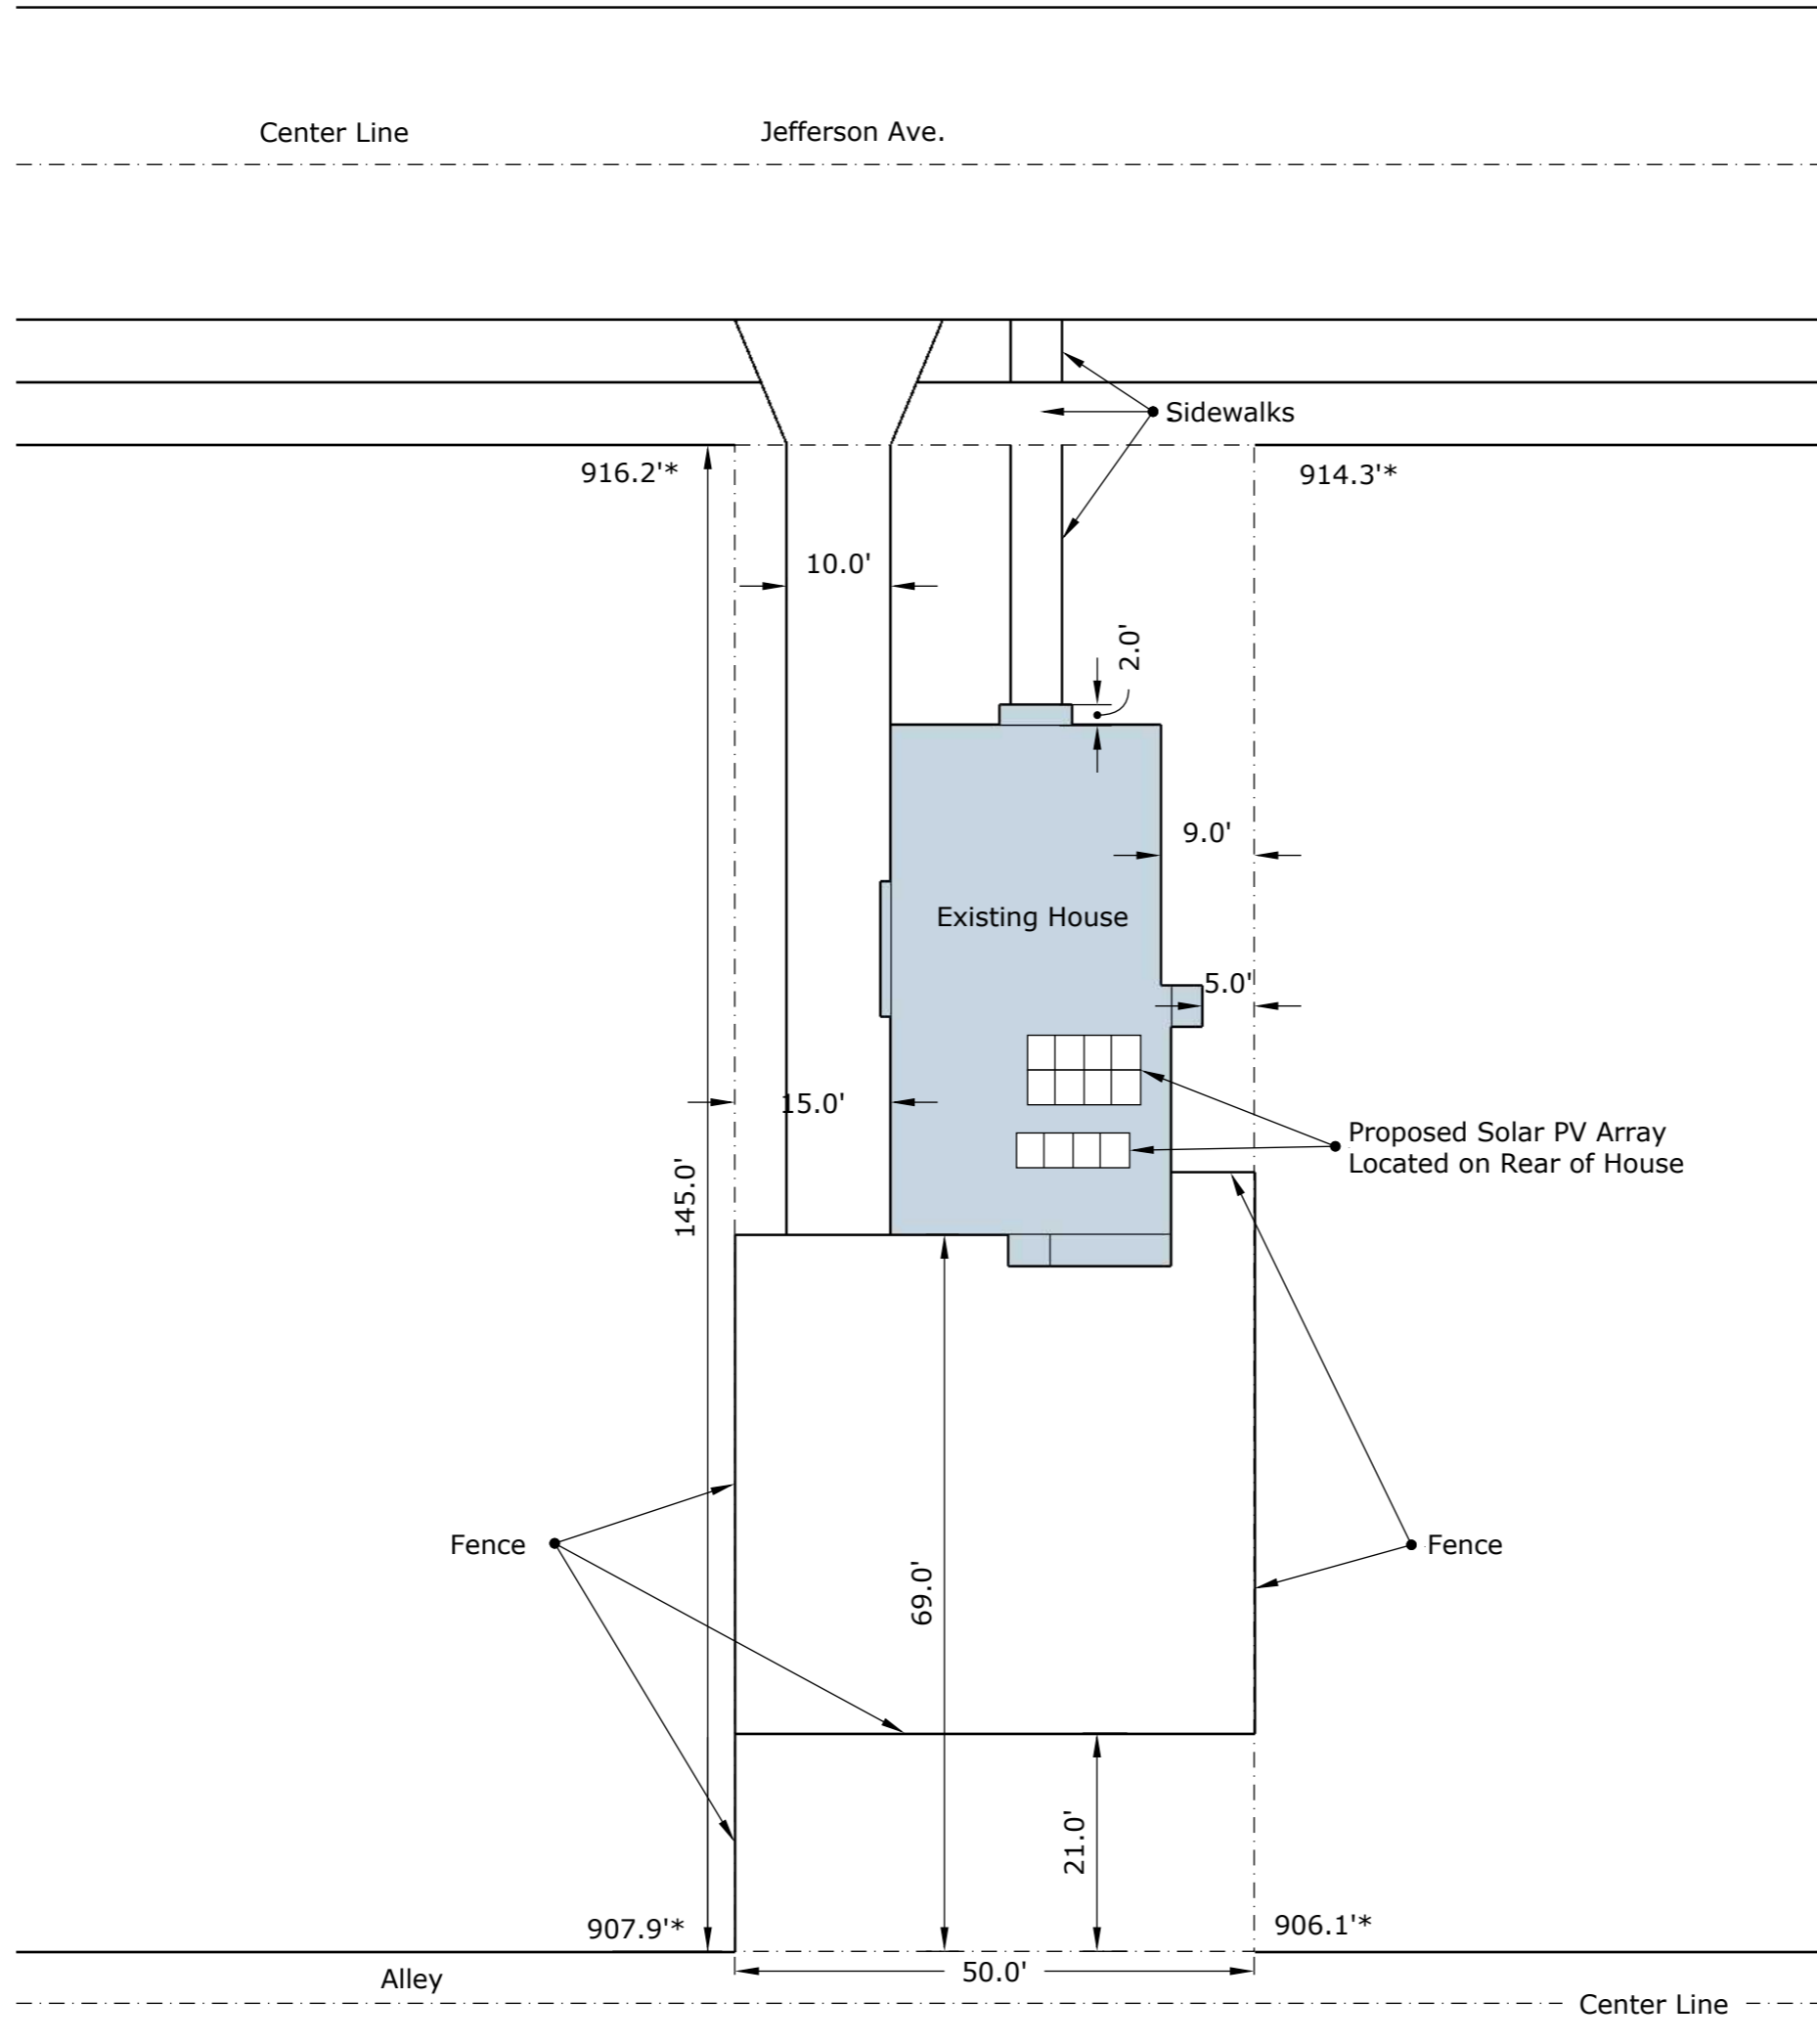 Center Line
Jefferson Ave.
Sidewalks
916.2'*
914.3'*
10.0'
2.0'
9.0'
Existing House
5.0'
15.0'
Proposed Solar PV Array
Located on Rear of House
145.0'
Fence
Fence
69.0'
21.0'
907.9'*
906.1'*
50.0'
Alley
Center Line